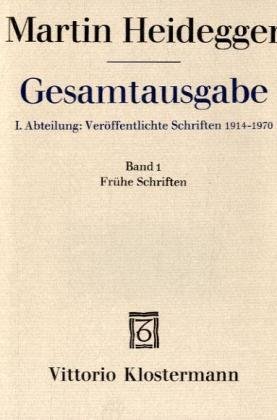 Martin Heidegger
Gesamtausgabe
I. Abteilung: Veröffentlichte Schriften 1914-1970
Band 1
Frühe Schriften
Vittorio Klostermann